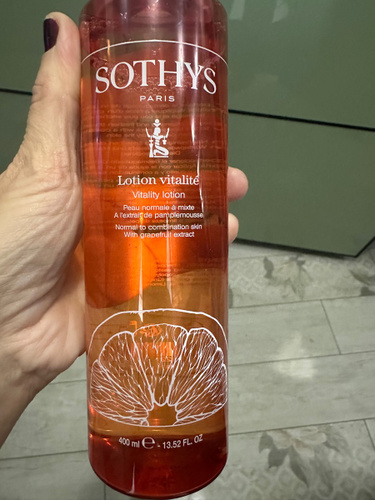 SOTHYS
PARIS
Lotion vitalité
Vitality lotion
Peau normale à mixte
A l'extrait de pamplemousse
Normal to combination skin
With grapefruit extract
400 ml ℮ - 13.52 FL. OZ